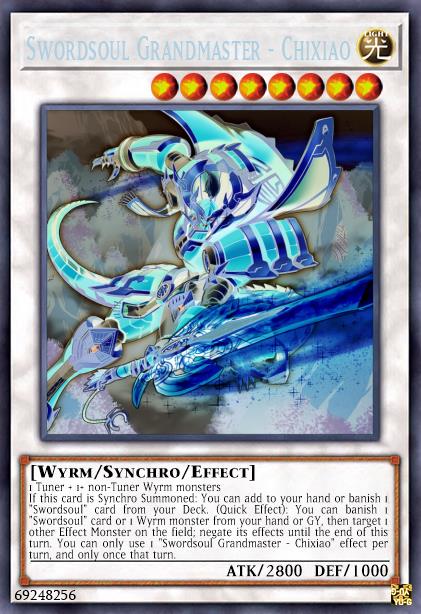 Swordsoul Grandmaster - Chixiao
LIGHT
光
[Wyrm/Synchro/Effect]
1 Tuner + 1+ non-Tuner Wyrm monsters
If this card is Synchro Summoned: You can add to your hand or banish 1
"Swordsoul" card from your Deck. (Quick Effect): You can banish 1
"Swordsoul" card or 1 Wyrm monster from your hand or GY, then target 1
other Effect Monster on the field; negate its effects until the end of this
turn. You can only use 1 "Swordsoul Grandmaster - Chixiao" effect per
turn, and only once that turn.
ATK/2800 DEF/1000
69248256